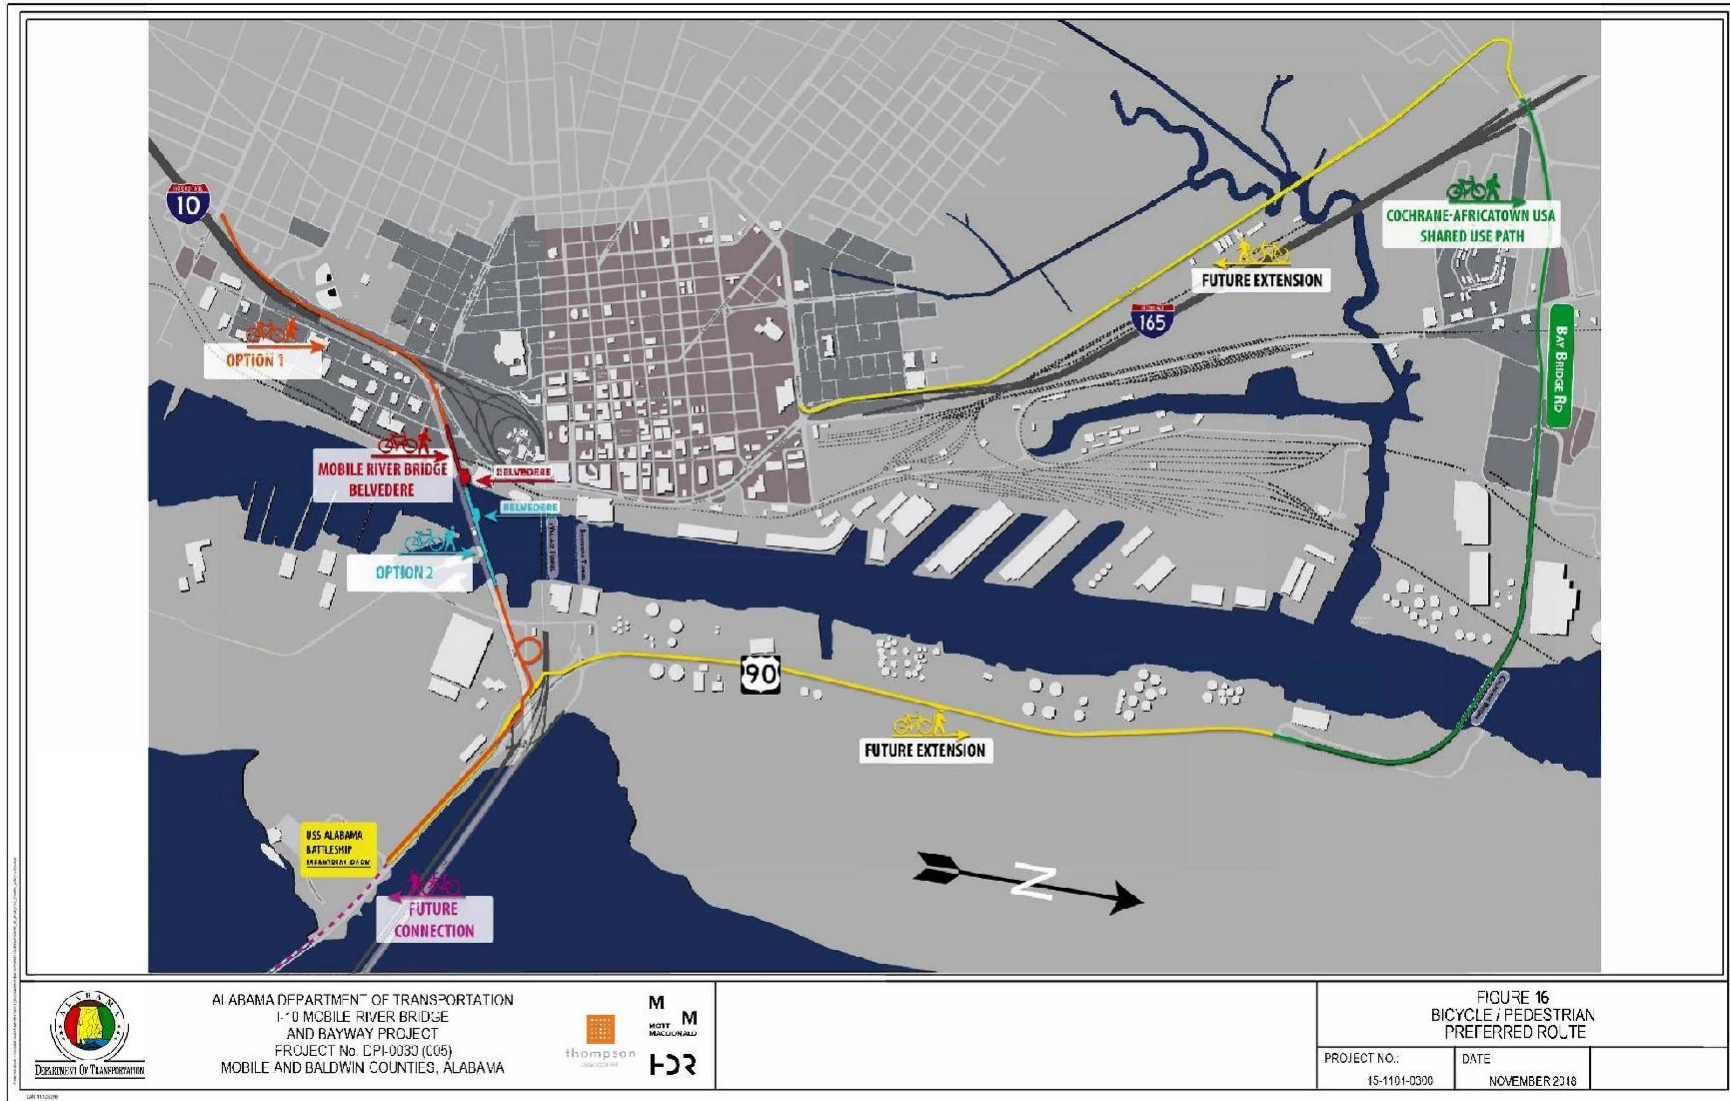 10
OPTION 1
MOBILE RIVER BRIDGE
BELVEDERE
BELVEDERE
BELVEDERE
OPTION 2
COCHRANE-AFRICATOWN USA
SHARED USE PATH
FUTURE EXTENSION
165
BAY BRIDGE RD
90
FUTURE EXTENSION
USS ALABAMA
BATTLESHIP
MEMORIAL PARK
FUTURE
CONNECTION
N
ALABAMA
DEPARTMENT OF TRANSPORTATION
ALABAMA DEPARTMENT OF TRANSPORTATION
I-10 MOBILE RIVER BRIDGE
AND BAYWAY PROJECT
PROJECT No. DPI-0030 (005)
MOBILE AND BALDWIN COUNTIES, ALABAMA
thompson
M
M
MOTT
MACDONALD
HDR
FIGURE 16
BICYCLE / PEDESTRIAN
PREFERRED ROUTE
PROJECT NO.:
15-1101-0300
DATE
NOVEMBER 2018